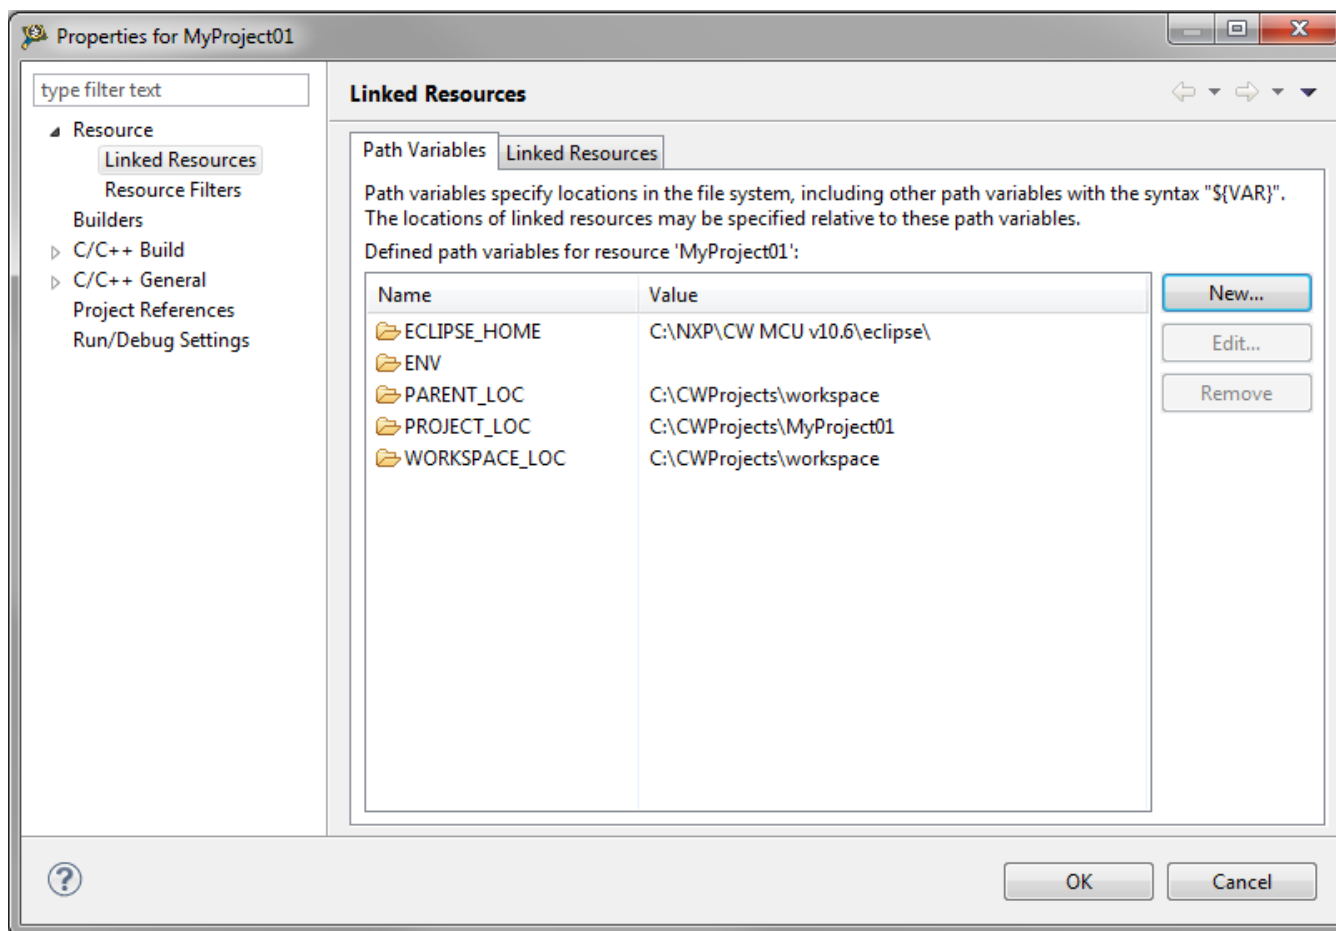 Properties for MyProject01
type filter text
Resource
Linked Resources
Resource Filters
Builders
C/C++ Build
C/C++ General
Project References
Run/Debug Settings
Linked Resources
Path Variables
Linked Resources
Path variables specify locations in the file system, including other path variables with the syntax "${VAR}".
The locations of linked resources may be specified relative to these path variables.
Defined path variables for resource 'MyProject01':
Name Value
ECLIPSE_HOME C:\NXP\CW MCU v10.6\eclipse\
ENV
PARENT_LOC C:\CWProjects\workspace
PROJECT_LOC C:\CWProjects\MyProject01
WORKSPACE_LOC C:\CWProjects\workspace
New...
Edit...
Remove
?
OK
Cancel